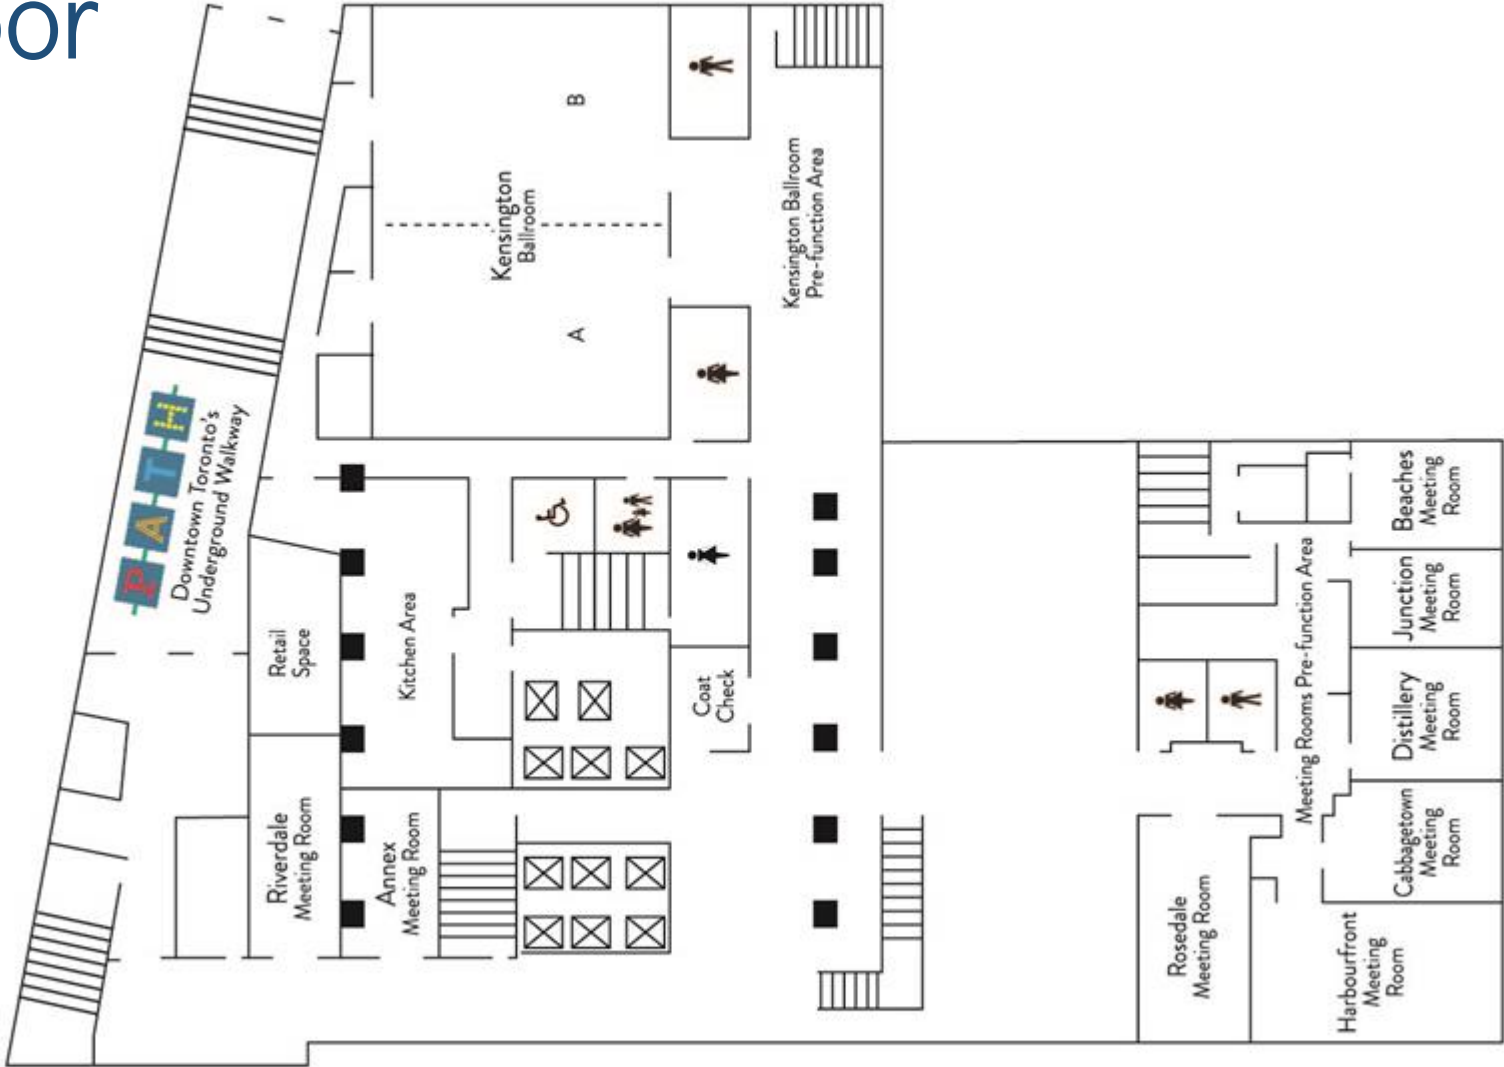 oor
PATH
Downtown Toronto's
Underground Walkway
Kensington
Ballroom
A
B
Kensington Ballroom
Pre-function Area
Retail
Space
Kitchen Area
Coat
Check
Riverdale
Meeting Room
Annex
Meeting Room
Meeting Rooms Pre-function Area
Beaches
Meeting
Room
Junction
Meeting
Room
Distillery
Meeting
Room
Cabbagetown
Meeting
Room
Rosedale
Meeting Room
Harbourfront
Meeting
Room